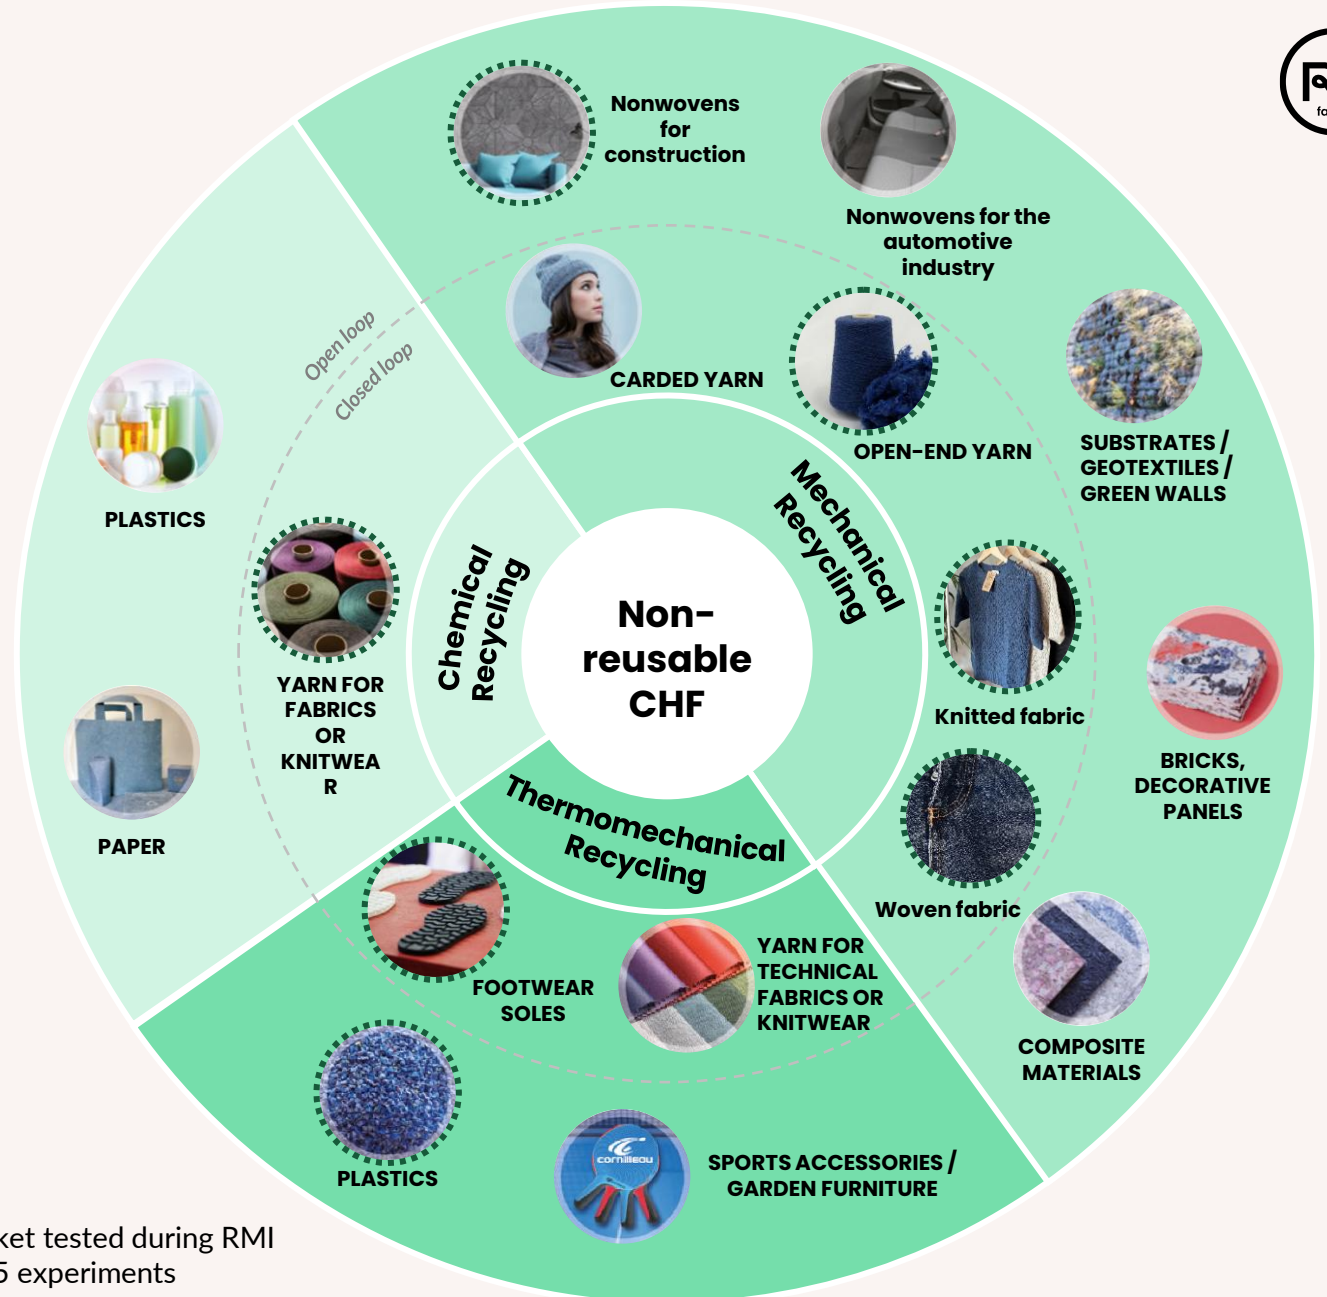 Nonwovens
for
construction
Nonwovens for the
automotive
industry
CARDED YARN
OPEN-END YARN
SUBSTRATES /
GEOTEXTILES /
GREEN WALLS
Open loop
Closed loop
PLASTICS
YARN FOR
FABRICS
OR
KNITWEA
R
PAPER
Chemical
Recycling
Mechanical
Recycling
Non-
reusable
CHF
Thermomechanical
Recycling
Knitted fabric
Woven fabric
BRICKS,
DECORATIVE
PANELS
COMPOSITE
MATERIALS
FOOTWEAR
SOLES
YARN FOR
TECHNICAL
FABRICS OR
KNITWEAR
PLASTICS
cornilleau
SPORTS ACCESSORIES /
GARDEN FURNITURE
ket tested during RMI
5 experiments